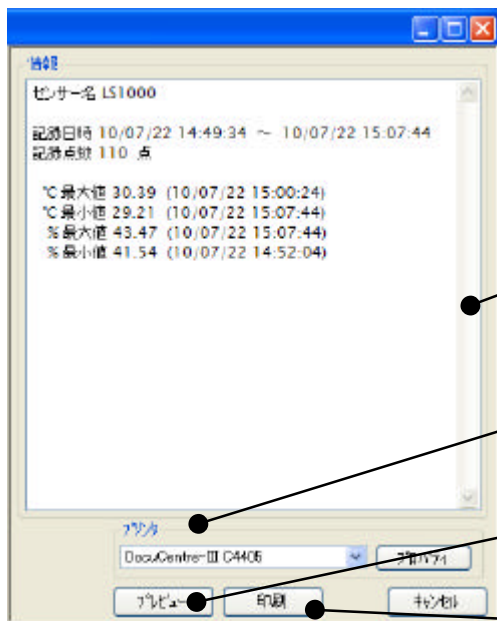 情報
センサー名 LS1000
記録日時 10/07/22 14:49:34 ～ 10/07/22 15:07:44
記録点数 110 点
℃最大値 30.39 (10/07/22 15:00:24)
℃最小値 29.21 (10/07/22 15:07:44)
%最大値 43.47 (10/07/22 15:07:44)
%最小値 41.54 (10/07/22 14:52:04)
ﾌﾟﾘﾝﾀ
DocuCentre-III C4405
ﾌﾟﾛﾊﾟﾃｨ
ﾌﾟﾚﾋﾞｭｰ
印刷
ｷｬﾝｾﾙ